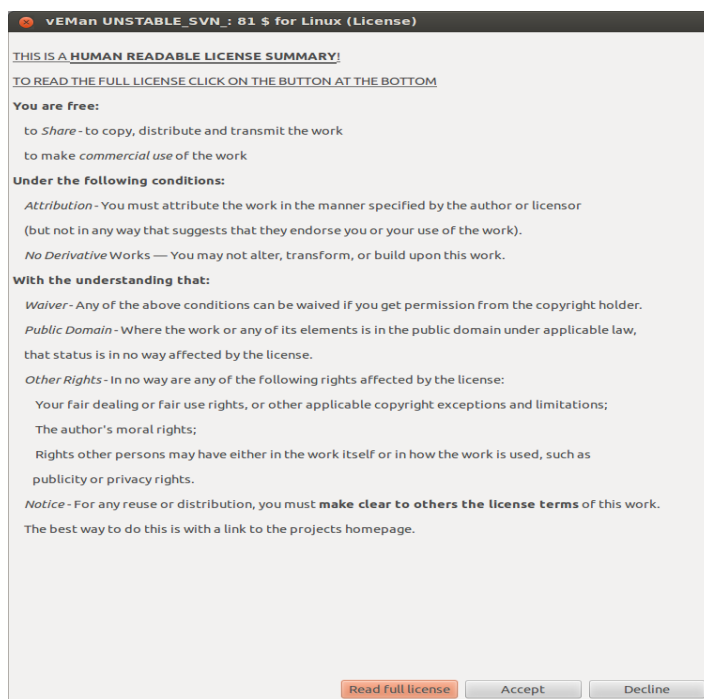 vEMan UNSTABLE_SVN_: 81 $ for Linux (License)
THIS IS A HUMAN READABLE LICENSE SUMMARY!
TO READ THE FULL LICENSE CLICK ON THE BUTTON AT THE BOTTOM
You are free:
to Share - to copy, distribute and transmit the work
to make commercial use of the work
Under the following conditions:
Attribution - You must attribute the work in the manner specified by the author or licensor
(but not in any way that suggests that they endorse you or your use of the work).
No Derivative Works — You may not alter, transform, or build upon this work.
With the understanding that:
Waiver - Any of the above conditions can be waived if you get permission from the copyright holder.
Public Domain - Where the work or any of its elements is in the public domain under applicable law,
that status is in no way affected by the license.
Other Rights - In no way are any of the following rights affected by the license:
Your fair dealing or fair use rights, or other applicable copyright exceptions and limitations;
The author's moral rights;
Rights other persons may have either in the work itself or in how the work is used, such as
publicity or privacy rights.
Notice - For any reuse or distribution, you must make clear to others the license terms of this work.
The best way to do this is with a link to the projects homepage.
Read full license Accept Decline